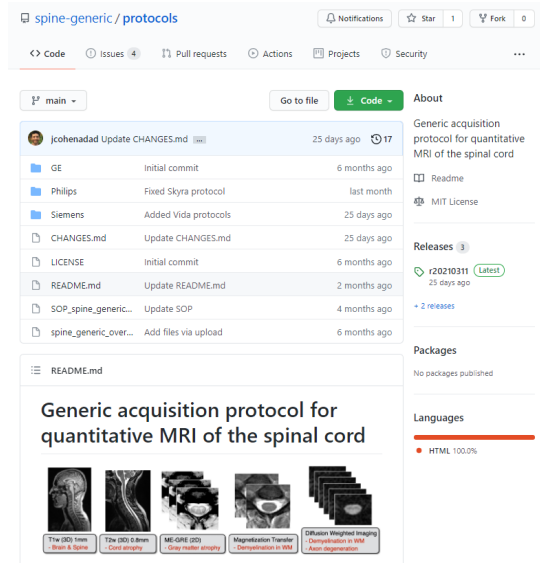 spine-generic / protocols
Notifications
Star 1
Fork 0
Code
Issues 4
Pull requests
Actions
Projects
Security
...
main
Go to file
Code
jcohenadad Update CHANGES.md ...
25 days ago
17
GE Initial commit 6 months ago
Philips Fixed Skyra protocol last month
Siemens Added Vida protocols 25 days ago
CHANGES.md Update CHANGES.md 25 days ago
LICENSE Initial commit 6 months ago
README.md Update README.md 2 months ago
SOP_spine_generic... Update SOP 4 months ago
spine_generic_over... Add files via upload 6 months ago
README.md
Generic acquisition protocol for
quantitative MRI of the spinal cord
T1w (3D) 1mm
- Brain & Spine
T2w (3D) 0.8mm
- Cord atrophy
ME-GRE (2D)
- Gray matter atrophy
Magnetization Transfer
- Demyelination in WM
Diffusion Weighted Imaging
- Demyelination in WM
- Axon degeneration
About
Generic acquisition
protocol for quantitative
MRI of the spinal cord
Readme
MIT License
Releases 3
r20210311 Latest
25 days ago
+ 2 releases
Packages
No packages published
Languages
HTML 100.0%